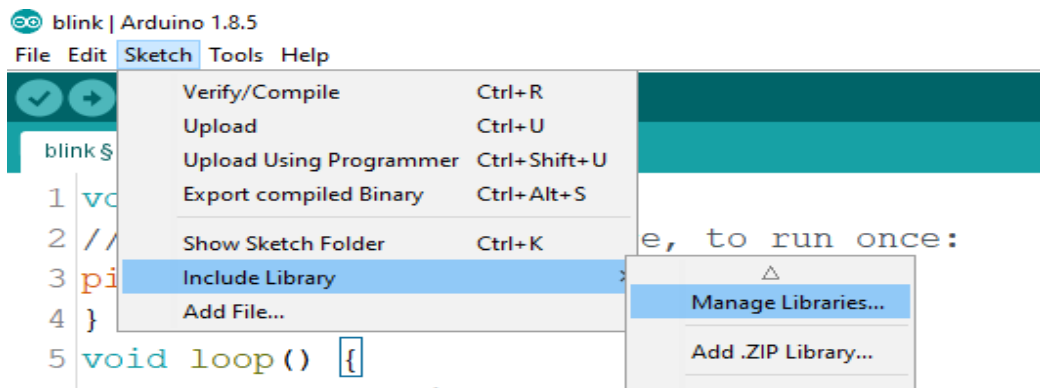 blink | Arduino 1.8.5
File Edit Sketch Tools Help
Verify/Compile Ctrl+R
Upload Ctrl+U
blink §
Upload Using Programmer Ctrl+Shift+U
1 vo
Export compiled Binary Ctrl+Alt+S
2 // e, to run once:
Show Sketch Folder Ctrl+K
3 pi
Include Library >
Manage Libraries...
4 }
Add File...
5 void loop() {
Add .ZIP Library...